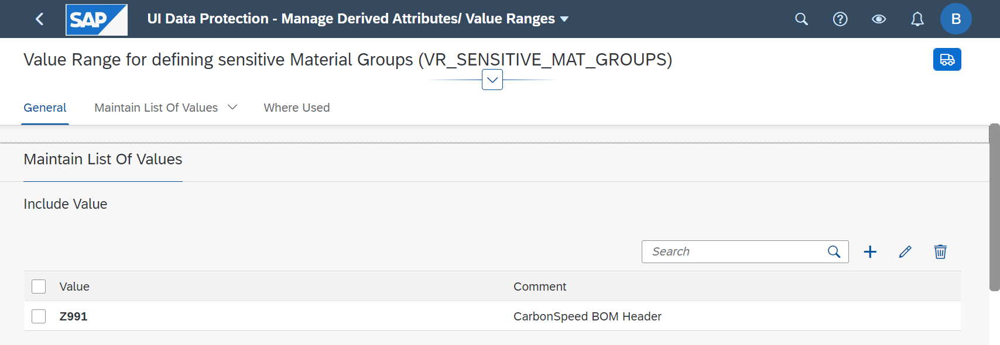 SAP UI Data Protection - Manage Derived Attributes/ Value Ranges B
Value Range for defining sensitive Material Groups (VR_SENSITIVE_MAT_GROUPS)
General Maintain List Of Values Where Used
Maintain List Of Values
Include Value
Search
Value Comment
Z991 CarbonSpeed BOM Header